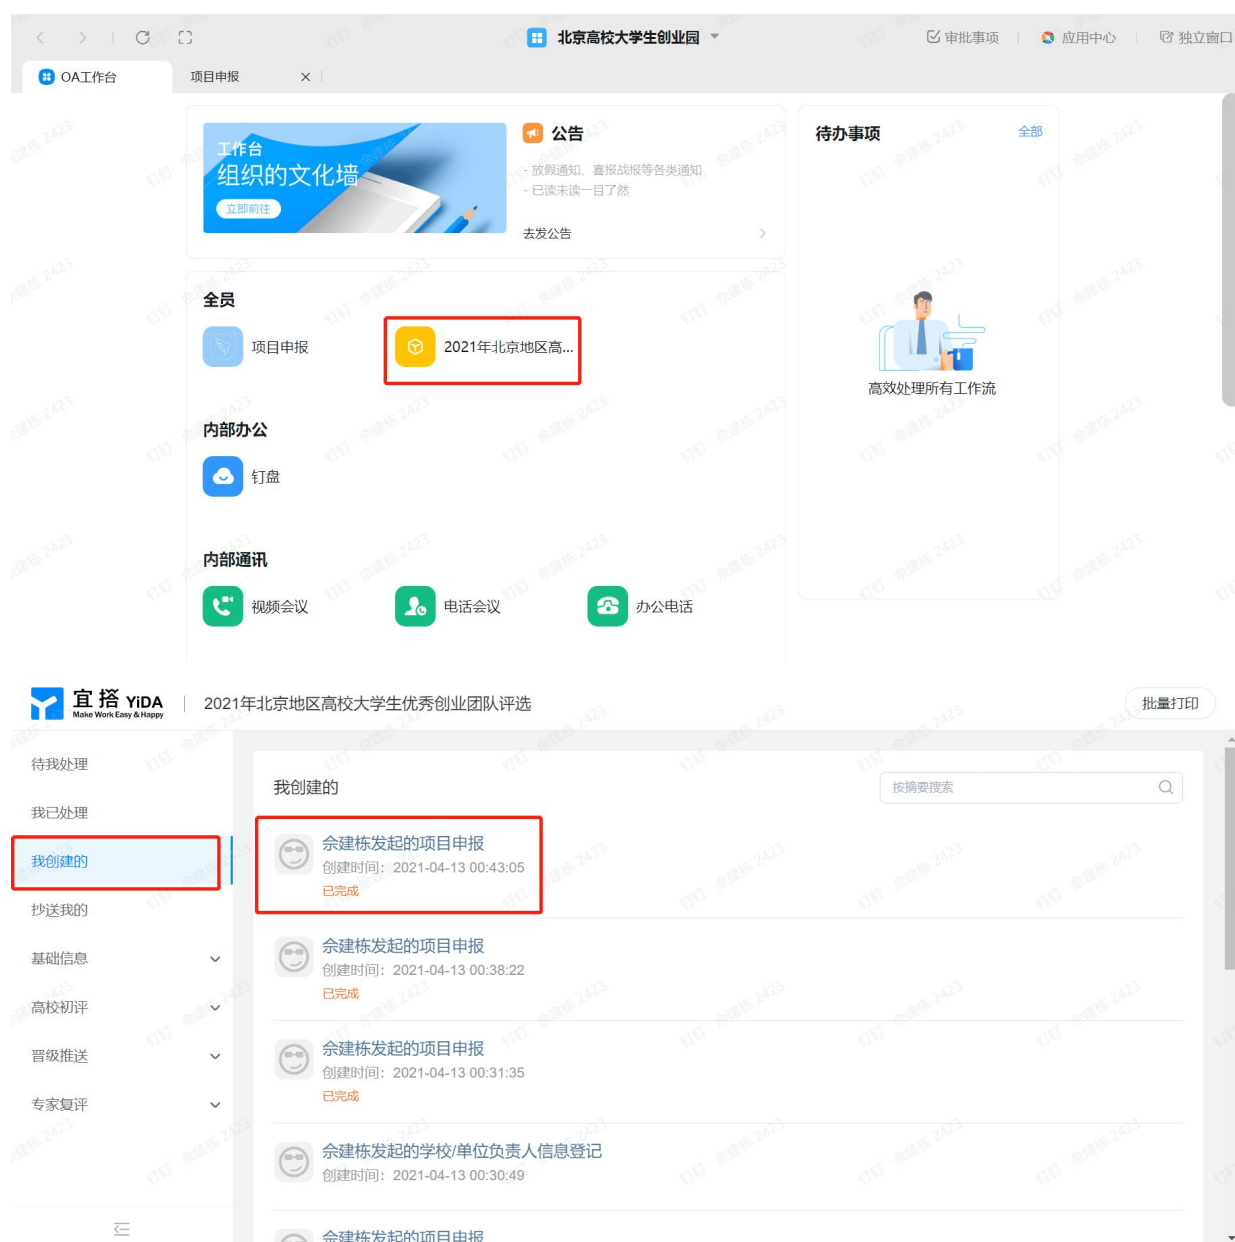 北京高校大学生创业园
审批事项
应用中心
独立窗口
OA工作台
项目申报
工作台
组织的文化墙
立即前往
公告
- 放假通知、喜报战报等各类通知
- 已读未读一目了然
去发公告
待办事项
全部
高效处理所有工作流
全员
项目申报
2021年北京地区高...
内部办公
钉盘
内部通讯
视频会议
电话会议
办公电话
宜搭 YiDA
Make Work Easy & Happy
2021年北京地区高校大学生优秀创业团队评选
批量打印
待我处理
我已处理
我创建的
抄送我的
基础信息
高校初评
晋级推送
专家复评
我创建的
按摘要搜索
佘建栋发起的项目申报
创建时间：2021-04-13 00:43:05
已完成
佘建栋发起的项目申报
创建时间：2021-04-13 00:38:22
已完成
佘建栋发起的项目申报
创建时间：2021-04-13 00:31:35
已完成
佘建栋发起的学校/单位负责人信息登记
创建时间：2021-04-13 00:30:49
佘建栋发起的项目申报
钉钉 佘建栋 2423